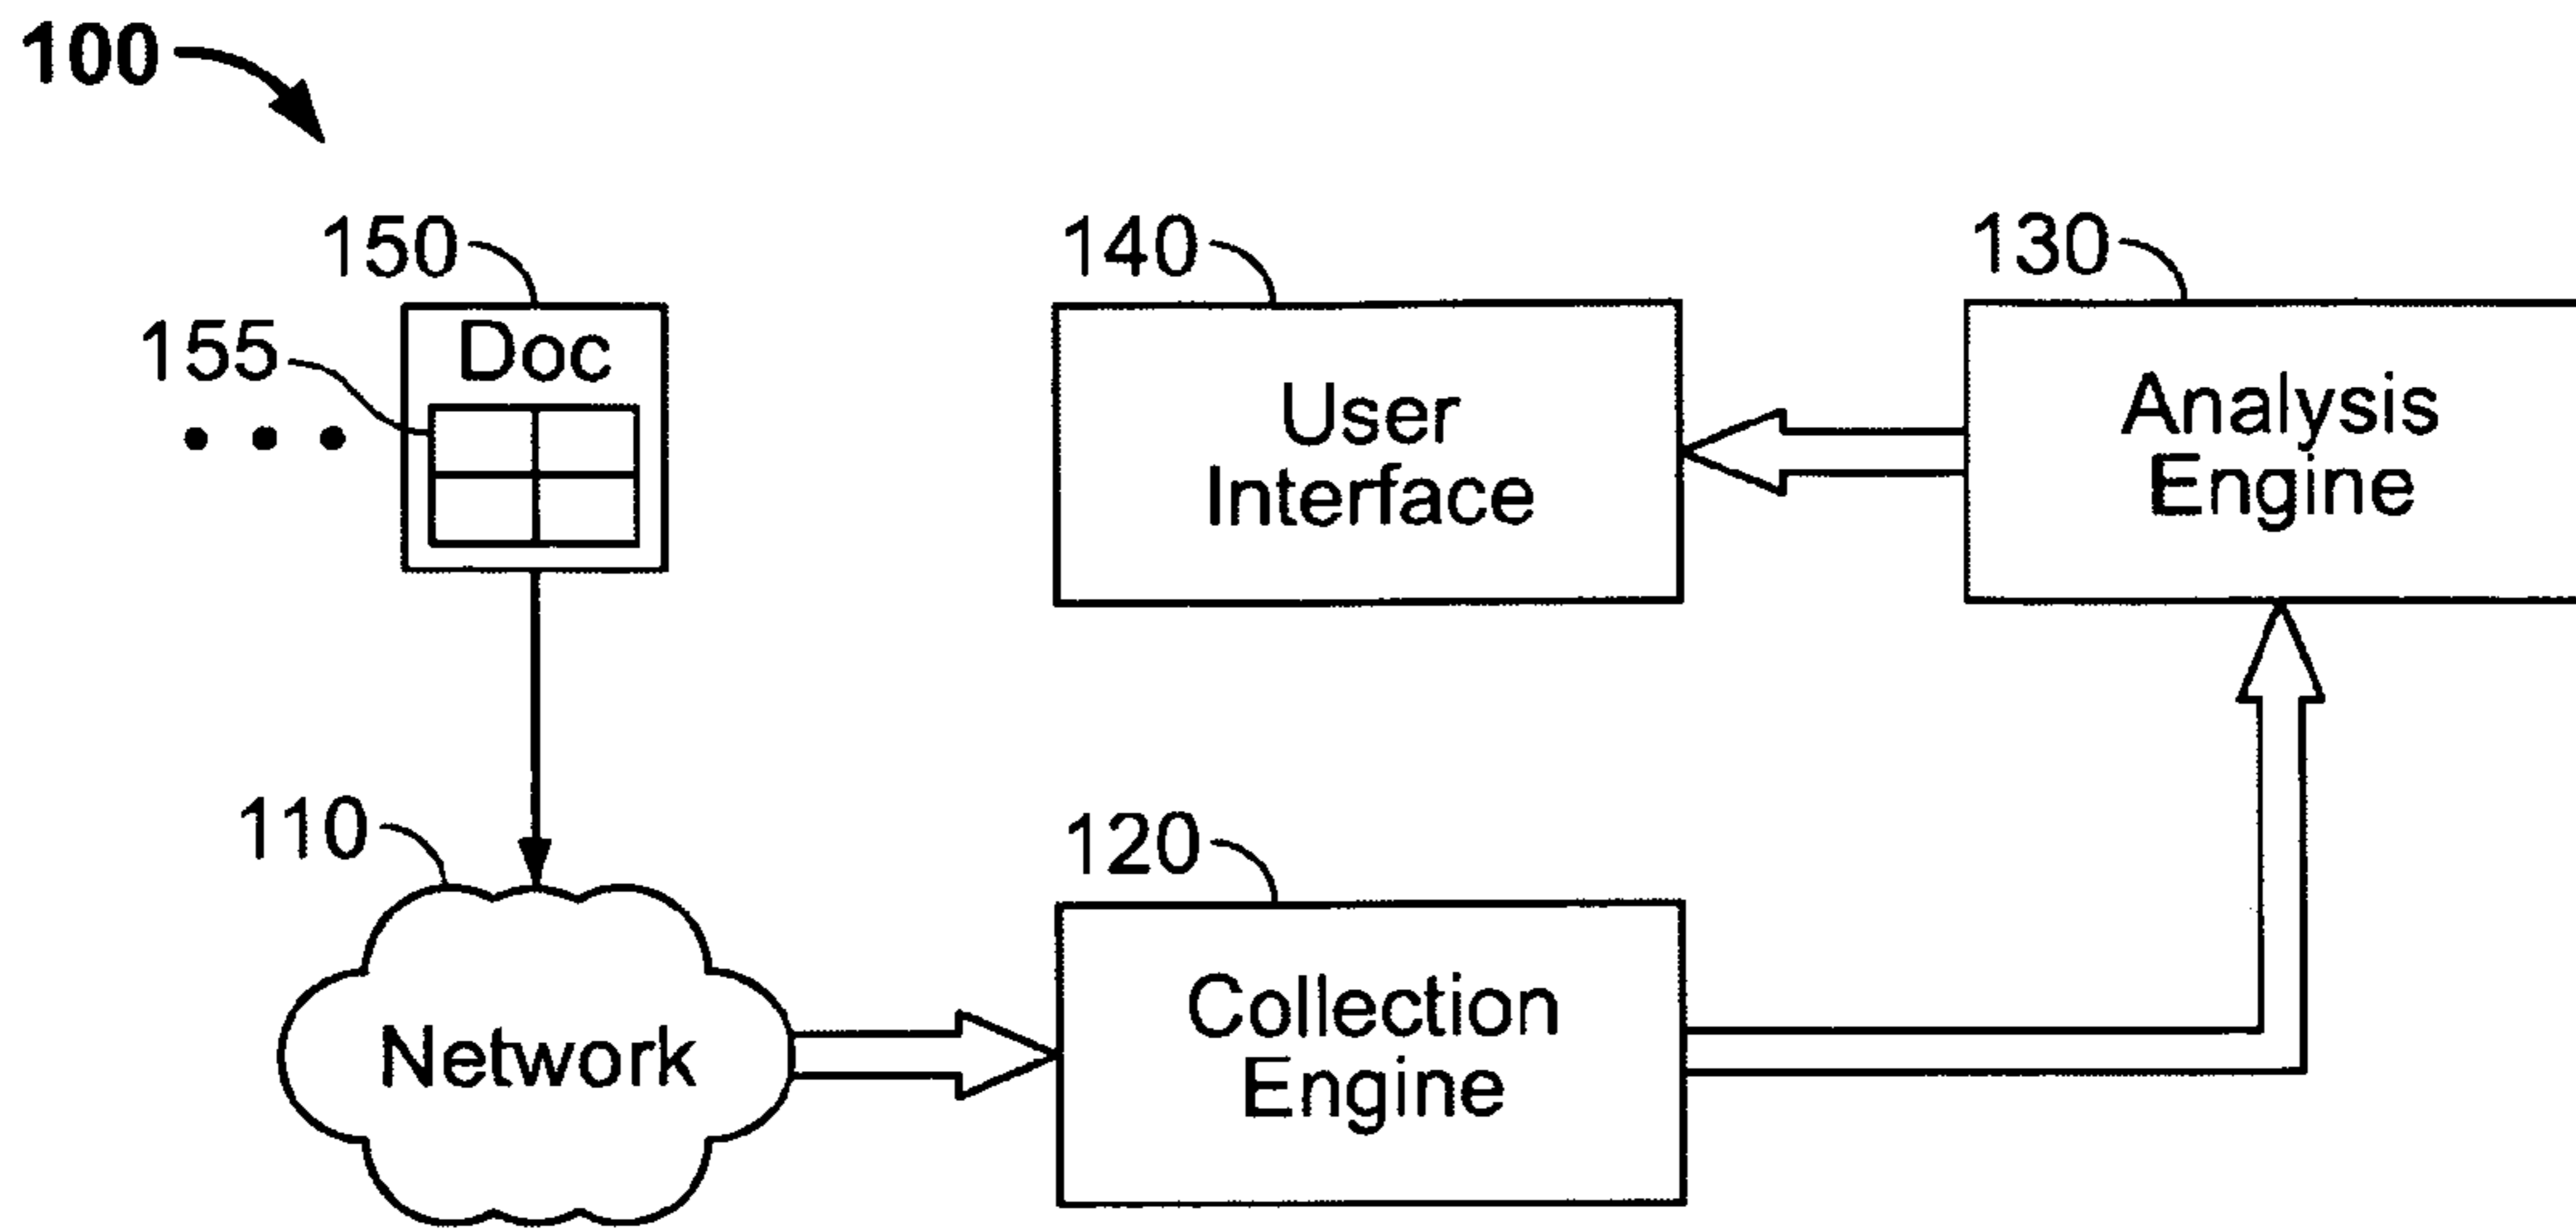 100
150
140
130
155
Doc
User
Interface
Analysis
Engine
110
120
Network
Collection
Engine